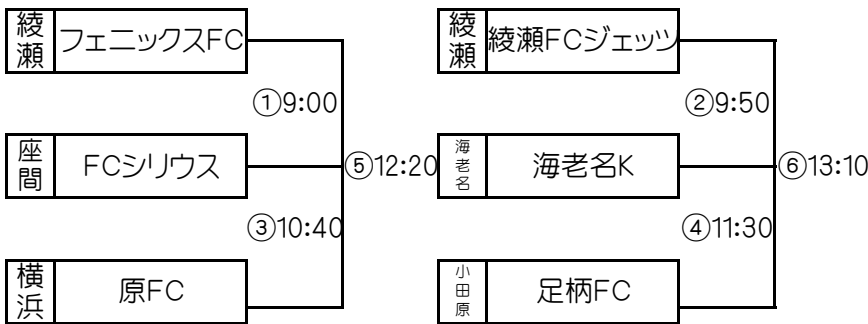 綾瀬 フェニックスFC
①9:00
座間 FCシリウス
⑤12:20
③10:40
横浜 原FC
綾瀬 綾瀬FCジェッツ
②9:50
海老名 海老名K
⑥13:10
④11:30
小田原 足柄FC